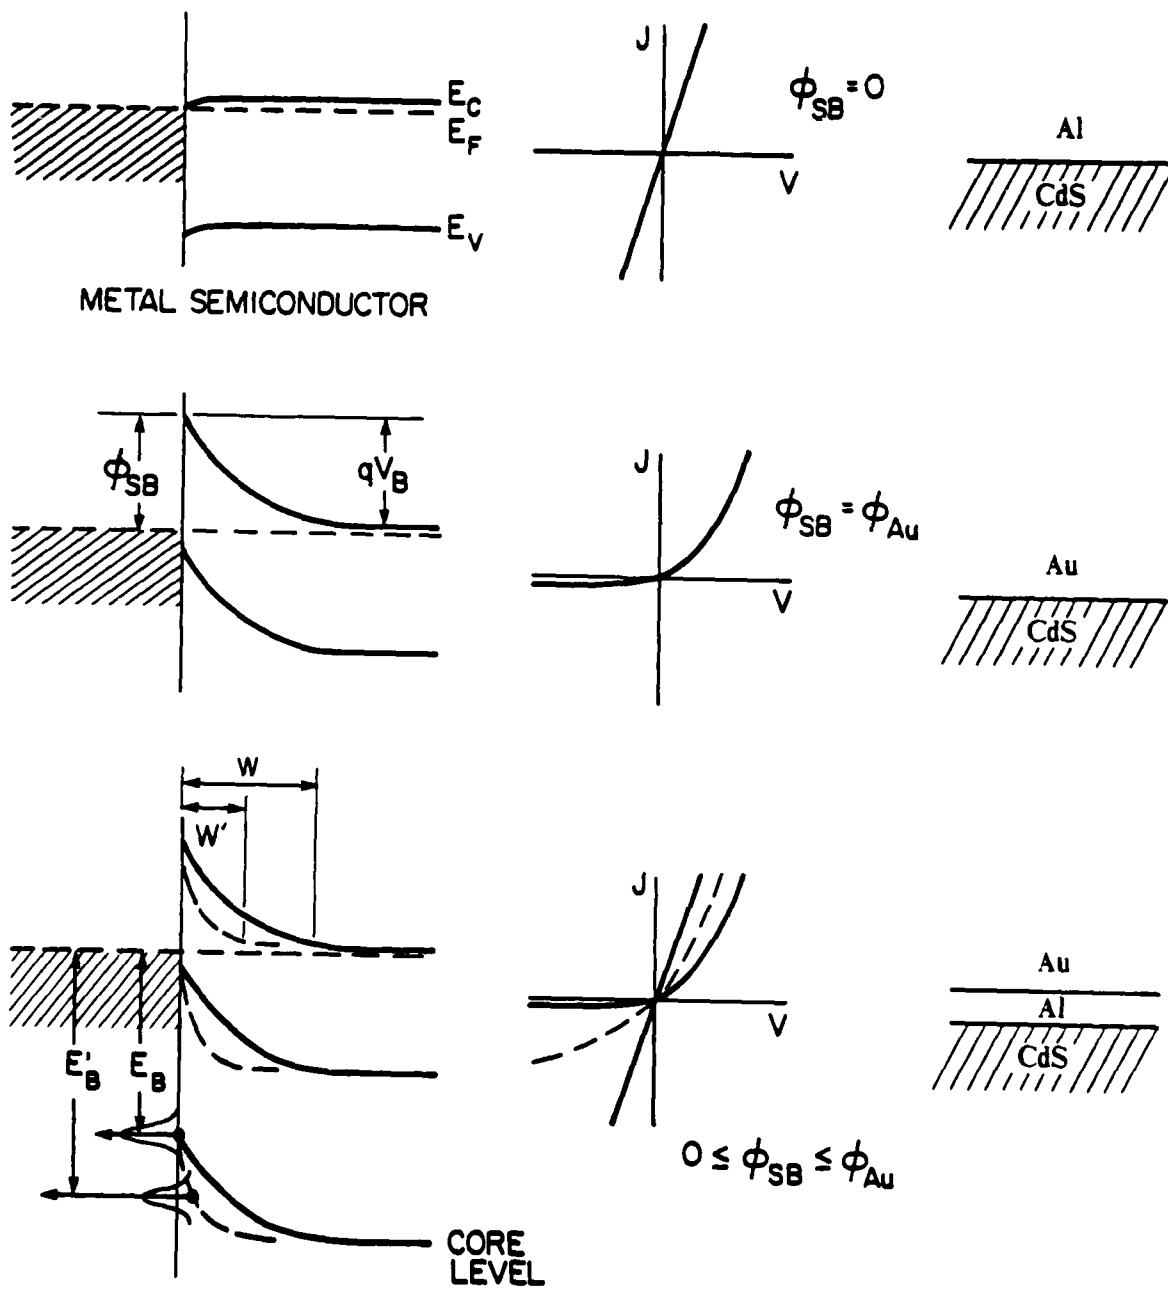 E_C
E_F
E_V
METAL SEMICONDUCTOR
J
V
ϕ_SB = 0
Al
CdS
ϕ_SB
qV_B
J
V
ϕ_SB = ϕ_Au
Au
CdS
W
W'
E'_B
E_B
CORE
LEVEL
J
V
0 ≤ ϕ_SB ≤ ϕ_Au
Au
Al
CdS